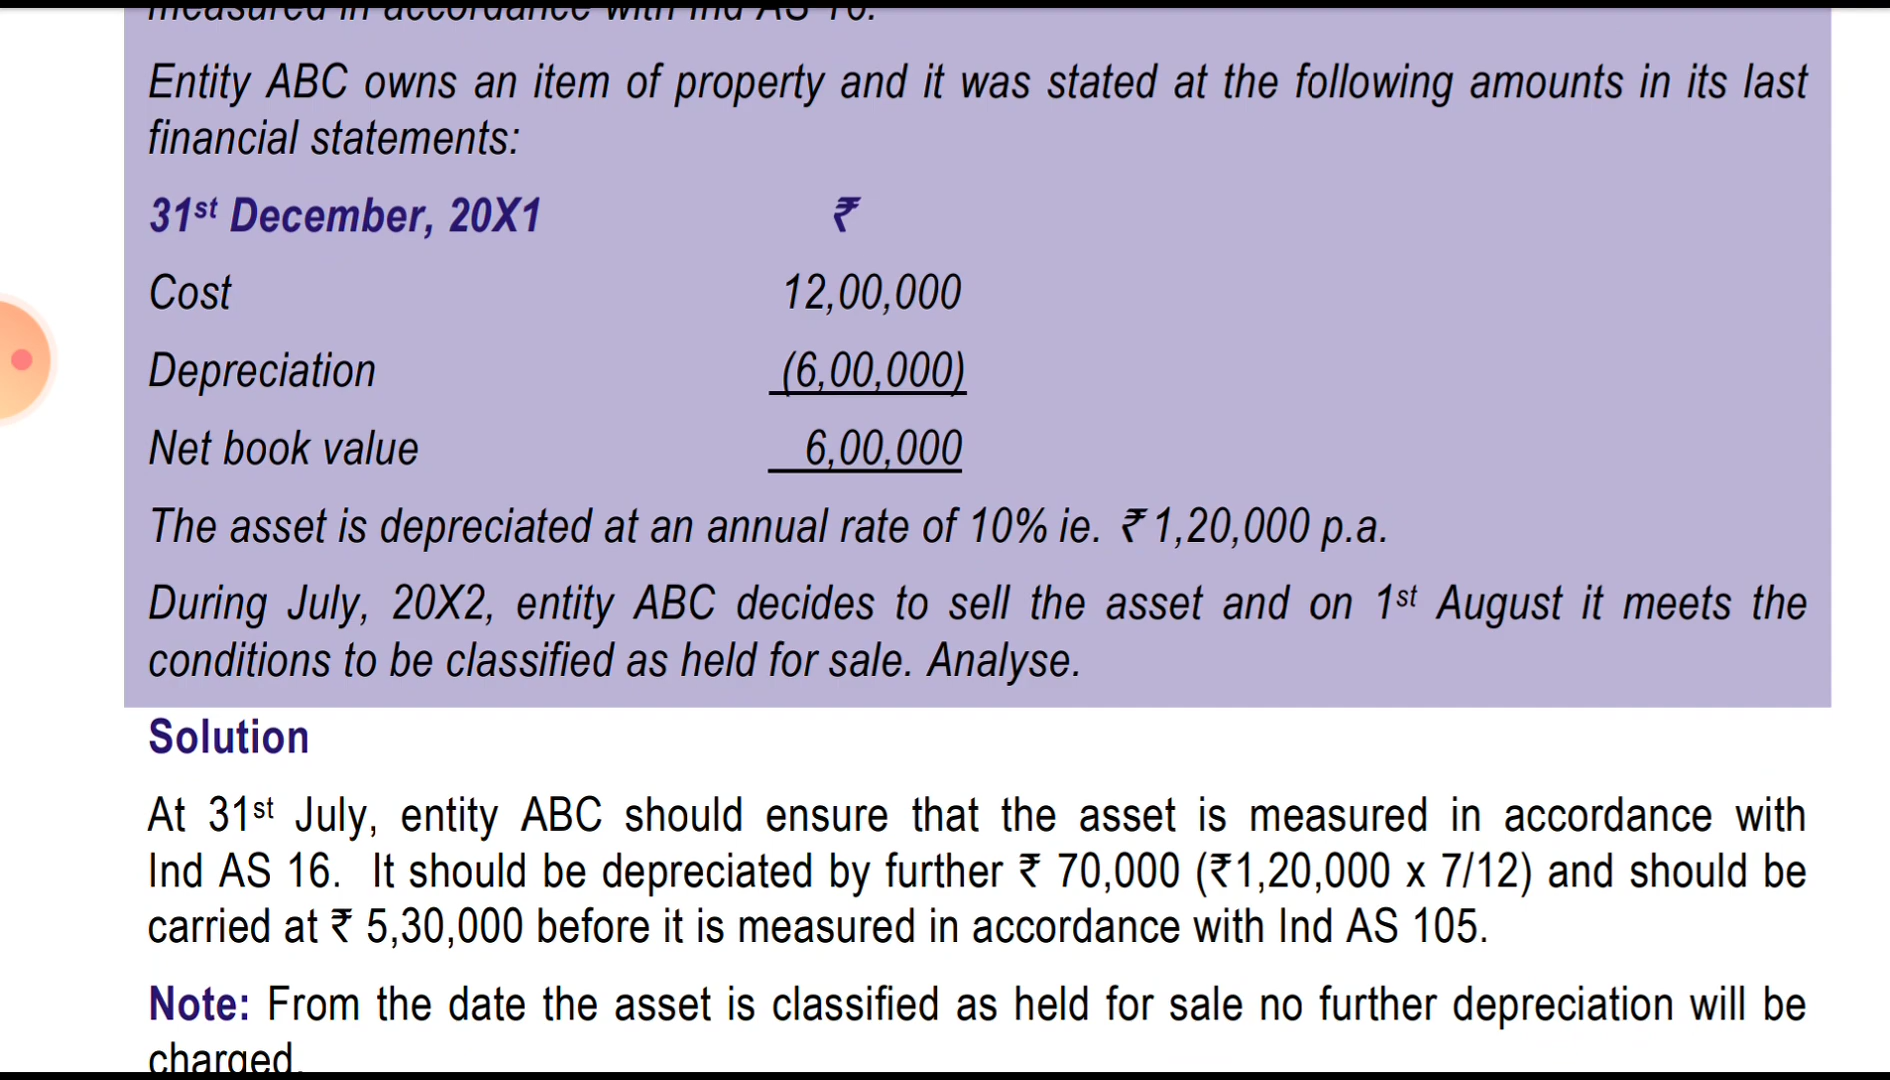 measured in accordance with Ind AS 16.
Entity ABC owns an item of property and it was stated at the following amounts in its last
financial statements:
31st December, 20X1 ₹
Cost 12,00,000
Depreciation (6,00,000)
Net book value 6,00,000
The asset is depreciated at an annual rate of 10% ie. ₹ 1,20,000 p.a.
During July, 20X2, entity ABC decides to sell the asset and on 1st August it meets the
conditions to be classified as held for sale. Analyse.
Solution
At 31st July, entity ABC should ensure that the asset is measured in accordance with
Ind AS 16. It should be depreciated by further ₹ 70,000 (₹1,20,000 x 7/12) and should be
carried at ₹ 5,30,000 before it is measured in accordance with Ind AS 105.
Note: From the date the asset is classified as held for sale no further depreciation will be
charged.